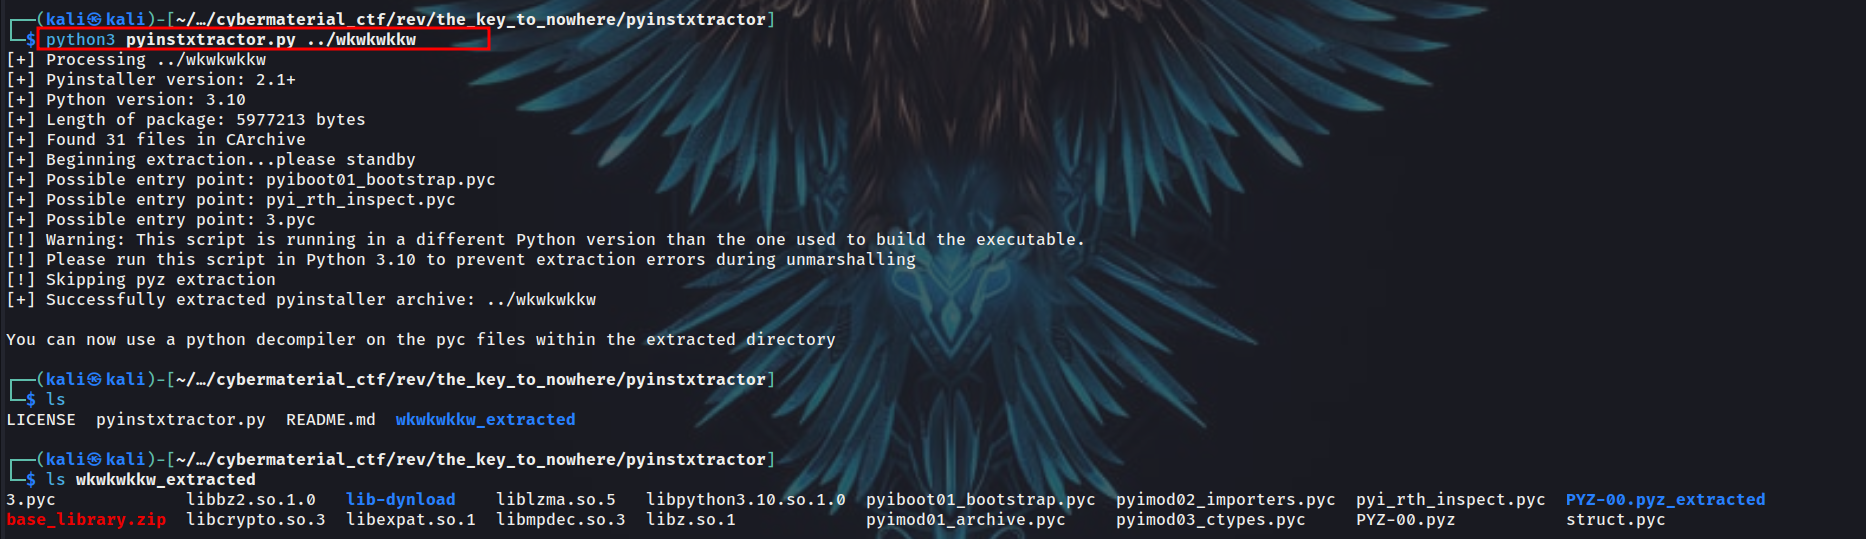 ┌──(kali㉿kali)-[~/…/cybermaterial_ctf/rev/the_key_to_nowhere/pyinstxtractor]
└─$ python3 pyinstxtractor.py ../wkwkwkkw
[+] Processing ../wkwkwkkw
[+] Pyinstaller version: 2.1+
[+] Python version: 3.10
[+] Length of package: 5977213 bytes
[+] Found 31 files in CArchive
[+] Beginning extraction...please standby
[+] Possible entry point: pyiboot01_bootstrap.pyc
[+] Possible entry point: pyi_rth_inspect.pyc
[+] Possible entry point: 3.pyc
[!] Warning: This script is running in a different Python version than the one used to build the executable.
[!] Please run this script in Python 3.10 to prevent extraction errors during unmarshalling
[!] Skipping pyz extraction
[+] Successfully extracted pyinstaller archive: ../wkwkwkkw
You can now use a python decompiler on the pyc files within the extracted directory
┌──(kali㉿kali)-[~/…/cybermaterial_ctf/rev/the_key_to_nowhere/pyinstxtractor]
└─$ ls
LICENSE pyinstxtractor.py README.md wkwkwkkw_extracted
┌──(kali㉿kali)-[~/…/cybermaterial_ctf/rev/the_key_to_nowhere/pyinstxtractor]
└─$ ls wkwkwkkw_extracted
3.pyc libbz2.so.1.0 lib-dynload liblzma.so.5 libpython3.10.so.1.0 pyiboot01_bootstrap.pyc pyimod02_importers.pyc pyi_rth_inspect.pyc PYZ-00.pyz_extracted
base_library.zip libcrypto.so.3 libexpat.so.1 libmpdec.so.3 libz.so.1 pyimod01_archive.pyc pyimod03_ctypes.pyc PYZ-00.pyz struct.pyc